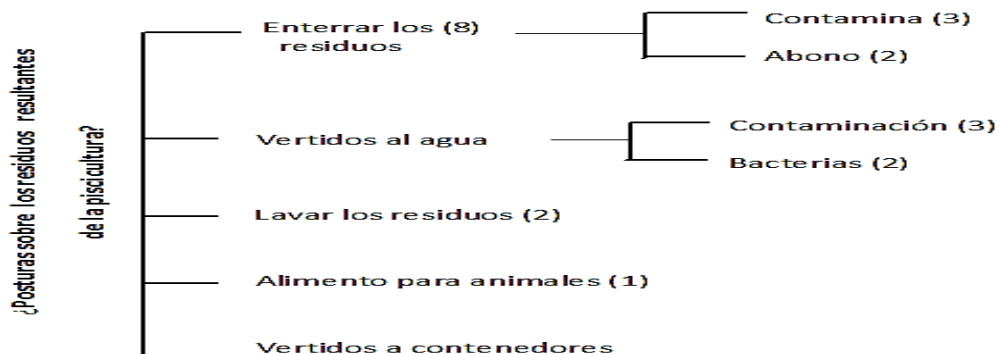 ¿Posturas sobre los residuos resultantes
de la piscicultura?
Enterrar los (8)
residuos
Contamina (3)
Abono (2)
Vertidos al agua
Contaminación (3)
Bacterias (2)
Lavar los residuos (2)
Alimento para animales (1)
Vertidos a contenedores